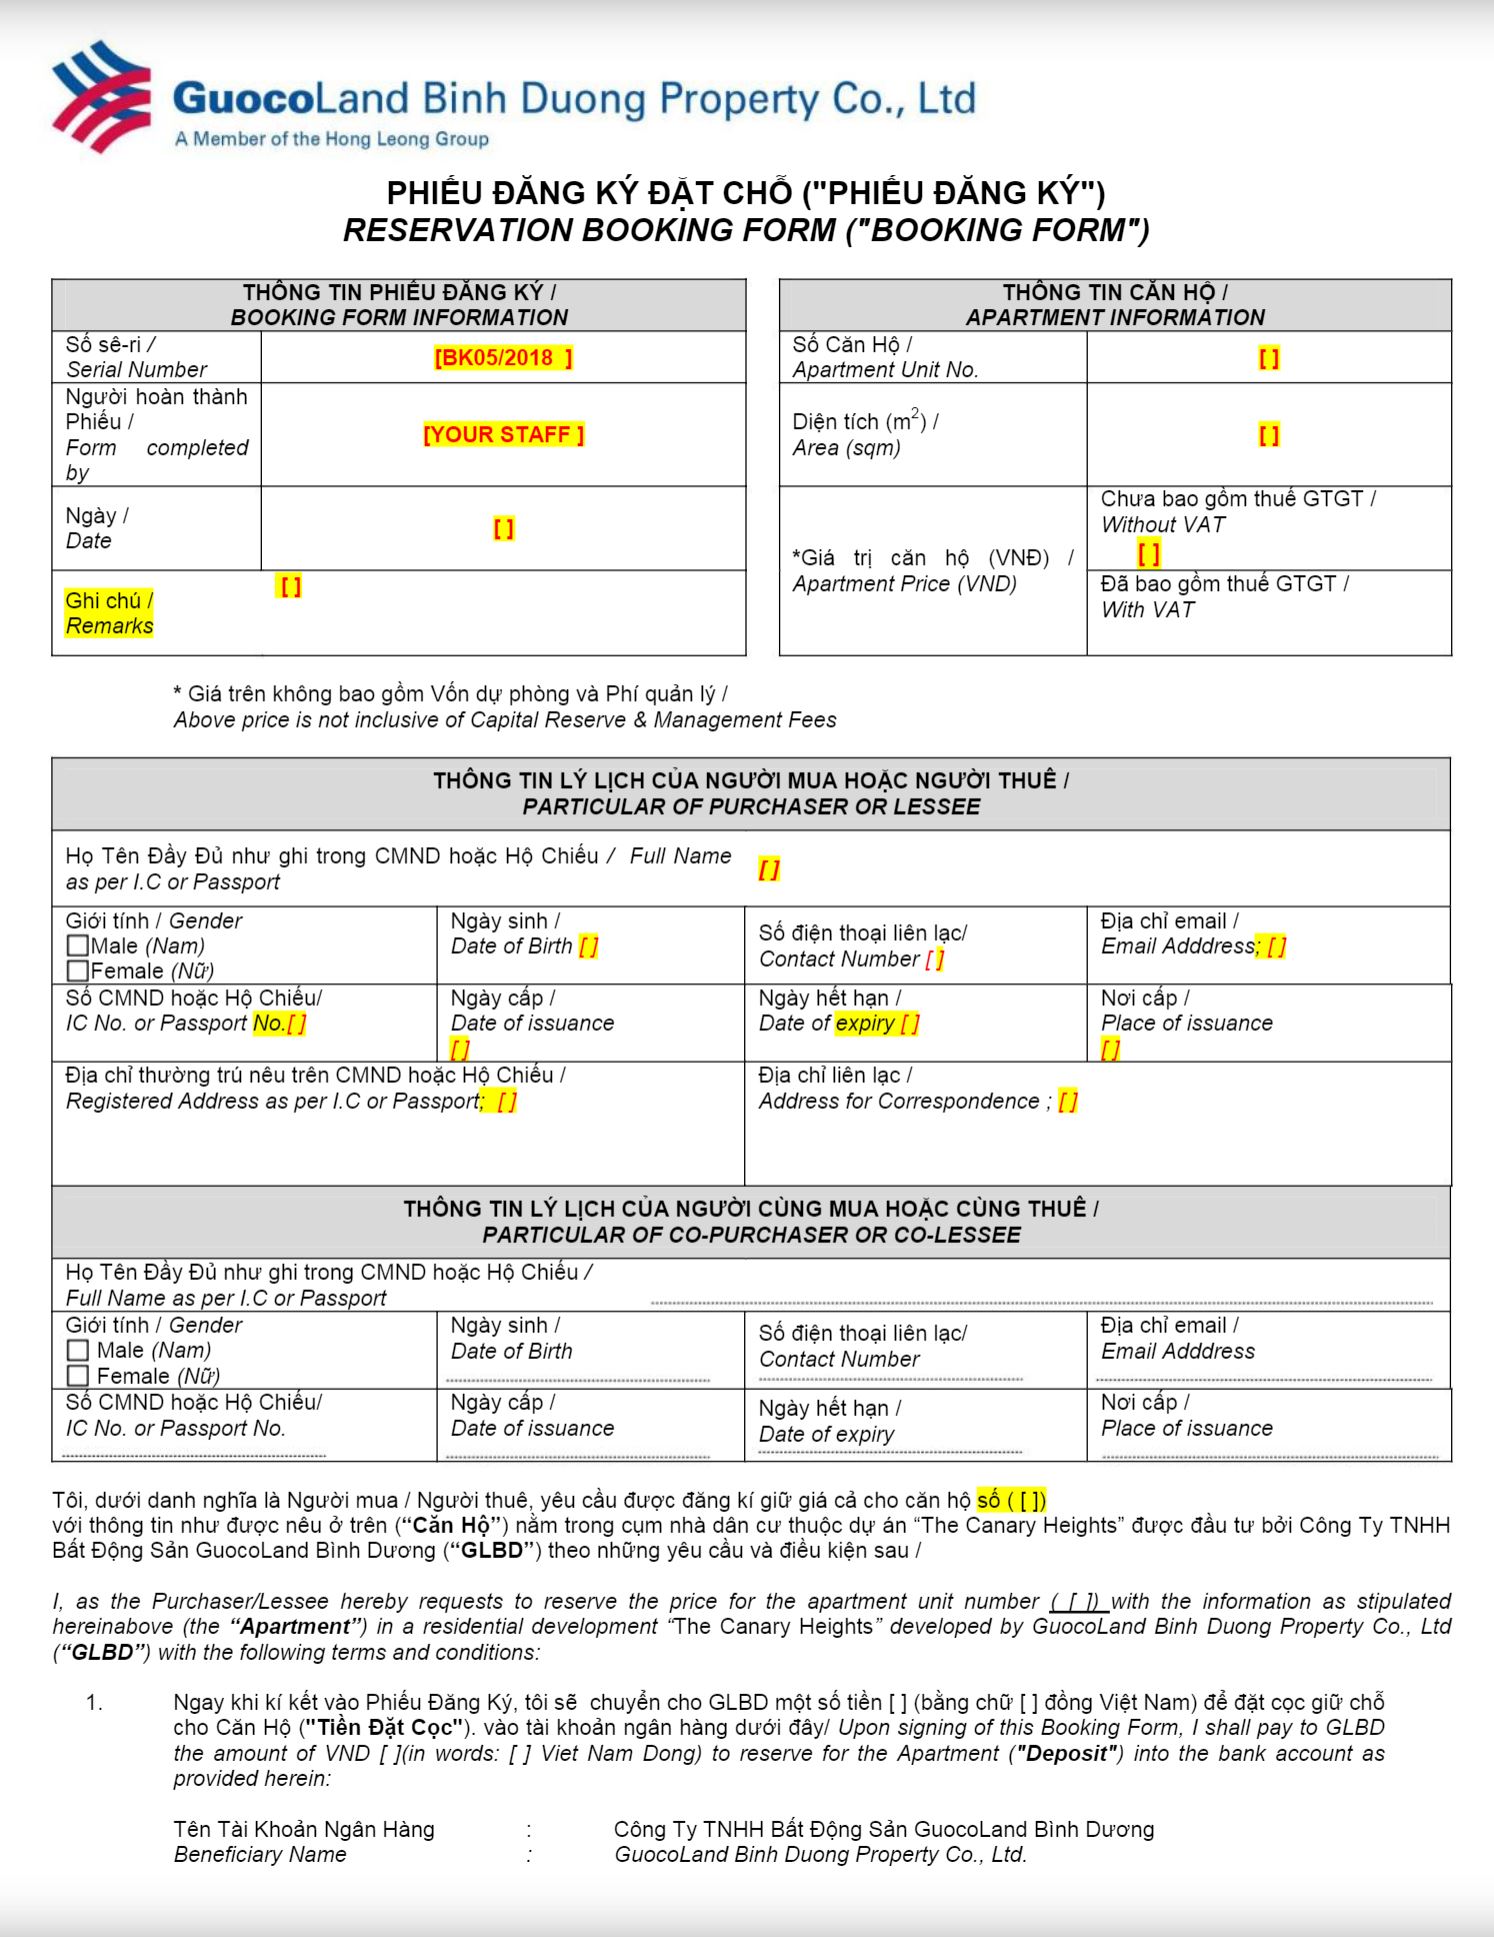 GuocoLand Binh Duong Property Co., Ltd
A Member of the Hong Leong Group
PHIẾU ĐĂNG KÝ ĐẶT CHỖ ("PHIẾU ĐĂNG KÝ")
RESERVATION BOOKING FORM ("BOOKING FORM")
THÔNG TIN PHIẾU ĐĂNG KÝ /
BOOKING FORM INFORMATION
Số sê-ri /
Serial Number
[BK05/2018 ]
Người hoàn thành
Phiếu /
Form completed
by
[YOUR STAFF ]
Ngày /
Date
[ ]
Ghi chú /
Remarks
[ ]
THÔNG TIN CĂN HỘ /
APARTMENT INFORMATION
Số Căn Hộ /
Apartment Unit No.
[ ]
Diện tích (m²) /
Area (sqm)
[ ]
*Giá trị căn hộ (VNĐ) /
Apartment Price (VND)
Chưa bao gồm thuế GTGT /
Without VAT
[ ]
Đã bao gồm thuế GTGT /
With VAT
* Giá trên không bao gồm Vốn dự phòng và Phí quản lý /
Above price is not inclusive of Capital Reserve & Management Fees
THÔNG TIN LÝ LỊCH CỦA NGƯỜI MUA HOẶC NGƯỜI THUÊ /
PARTICULAR OF PURCHASER OR LESSEE
Họ Tên Đầy Đủ như ghi trong CMND hoặc Hộ Chiếu / Full Name
as per I.C or Passport
[ ]
Giới tính / Gender
Male (Nam)
Female (Nữ)
Ngày sinh /
Date of Birth [ ]
Số điện thoại liên lạc/
Contact Number [ ]
Địa chỉ email /
Email Adddress; [ ]
Số CMND hoặc Hộ Chiếu/
IC No. or Passport No.[ ]
Ngày cấp /
Date of issuance
[ ]
Ngày hết hạn /
Date of expiry [ ]
Nơi cấp /
Place of issuance
[ ]
Địa chỉ thường trú nêu trên CMND hoặc Hộ Chiếu /
Registered Address as per I.C or Passport; [ ]
Địa chỉ liên lạc /
Address for Correspondence ; [ ]
THÔNG TIN LÝ LỊCH CỦA NGƯỜI CÙNG MUA HOẶC CÙNG THUÊ /
PARTICULAR OF CO-PURCHASER OR CO-LESSEE
Họ Tên Đầy Đủ như ghi trong CMND hoặc Hộ Chiếu /
Full Name as per I.C or Passport
Giới tính / Gender
Male (Nam)
Female (Nữ)
Ngày sinh /
Date of Birth
Số điện thoại liên lạc/
Contact Number
Địa chỉ email /
Email Adddress
Số CMND hoặc Hộ Chiếu/
IC No. or Passport No.
Ngày cấp /
Date of issuance
Ngày hết hạn /
Date of expiry
Nơi cấp /
Place of issuance
Tôi, dưới danh nghĩa là Người mua / Người thuê, yêu cầu được đăng kí giữ giá cả cho căn hộ số ( [ ])
với thông tin như được nêu ở trên (“Căn Hộ”) nằm trong cụm nhà dân cư thuộc dự án “The Canary Heights” được đầu tư bởi Công Ty TNHH
Bất Động Sản GuocoLand Bình Dương (“GLBD”) theo những yêu cầu và điều kiện sau /
I, as the Purchaser/Lessee hereby requests to reserve the price for the apartment unit number ( [ ]) with the information as stipulated
hereinabove (the “Apartment”) in a residential development “The Canary Heights” developed by GuocoLand Binh Duong Property Co., Ltd
(“GLBD”) with the following terms and conditions:
1. Ngay khi kí kết vào Phiếu Đăng Ký, tôi sẽ chuyển cho GLBD một số tiền [ ] (bằng chữ [ ] đồng Việt Nam) để đặt cọc giữ chỗ
cho Căn Hộ ("Tiền Đặt Cọc"). vào tài khoản ngân hàng dưới đây/ Upon signing of this Booking Form, I shall pay to GLBD
the amount of VND [ ](in words: [ ] Viet Nam Dong) to reserve for the Apartment ("Deposit") into the bank account as
provided herein:
Tên Tài Khoản Ngân Hàng : Công Ty TNHH Bất Động Sản GuocoLand Bình Dương
Beneficiary Name : GuocoLand Binh Duong Property Co., Ltd.